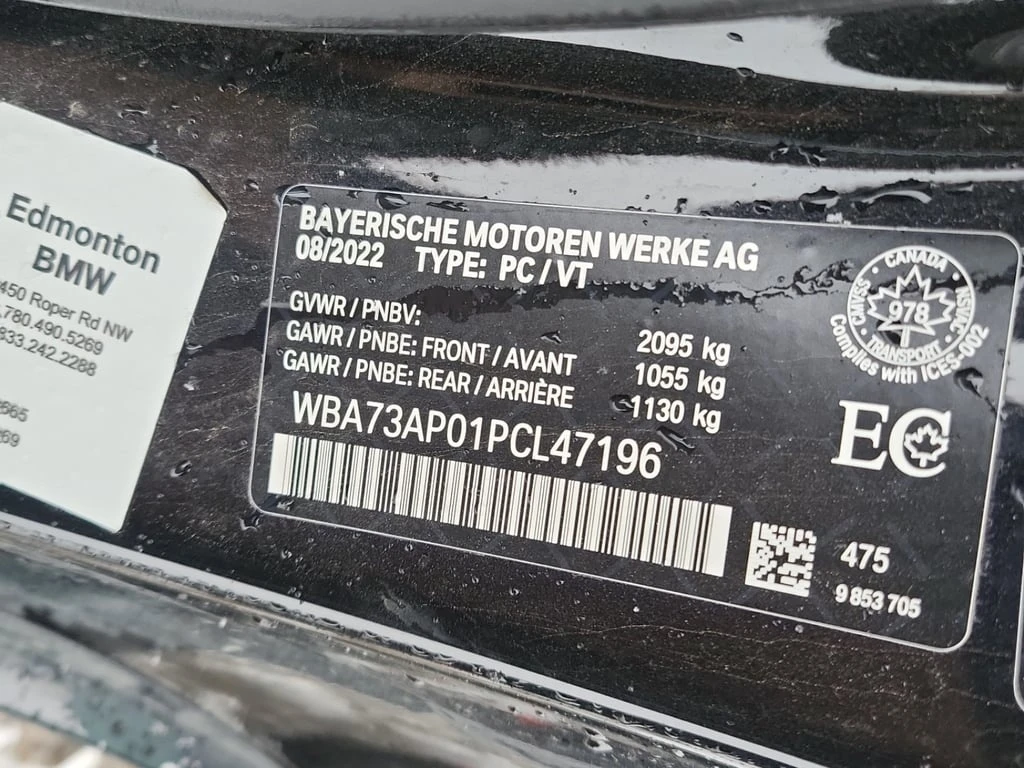 Edmonton
BMW
450 Roper Rd NW
780.490.5269
833.242.2288
BAYERISCHE MOTOREN WERKE AG
08/2022 TYPE: PC / VT
GVWR / PNBV: 2095 kg
GAWR / PNBE: FRONT / AVANT 1055 kg
GAWR / PNBE: REAR / ARRIÈRE 1130 kg
WBA73AP01PCL47196
CANADA
CMVSS 978 NSVAC
TRANSPORT
Complies with ICES-002
EC
475
9 853 705